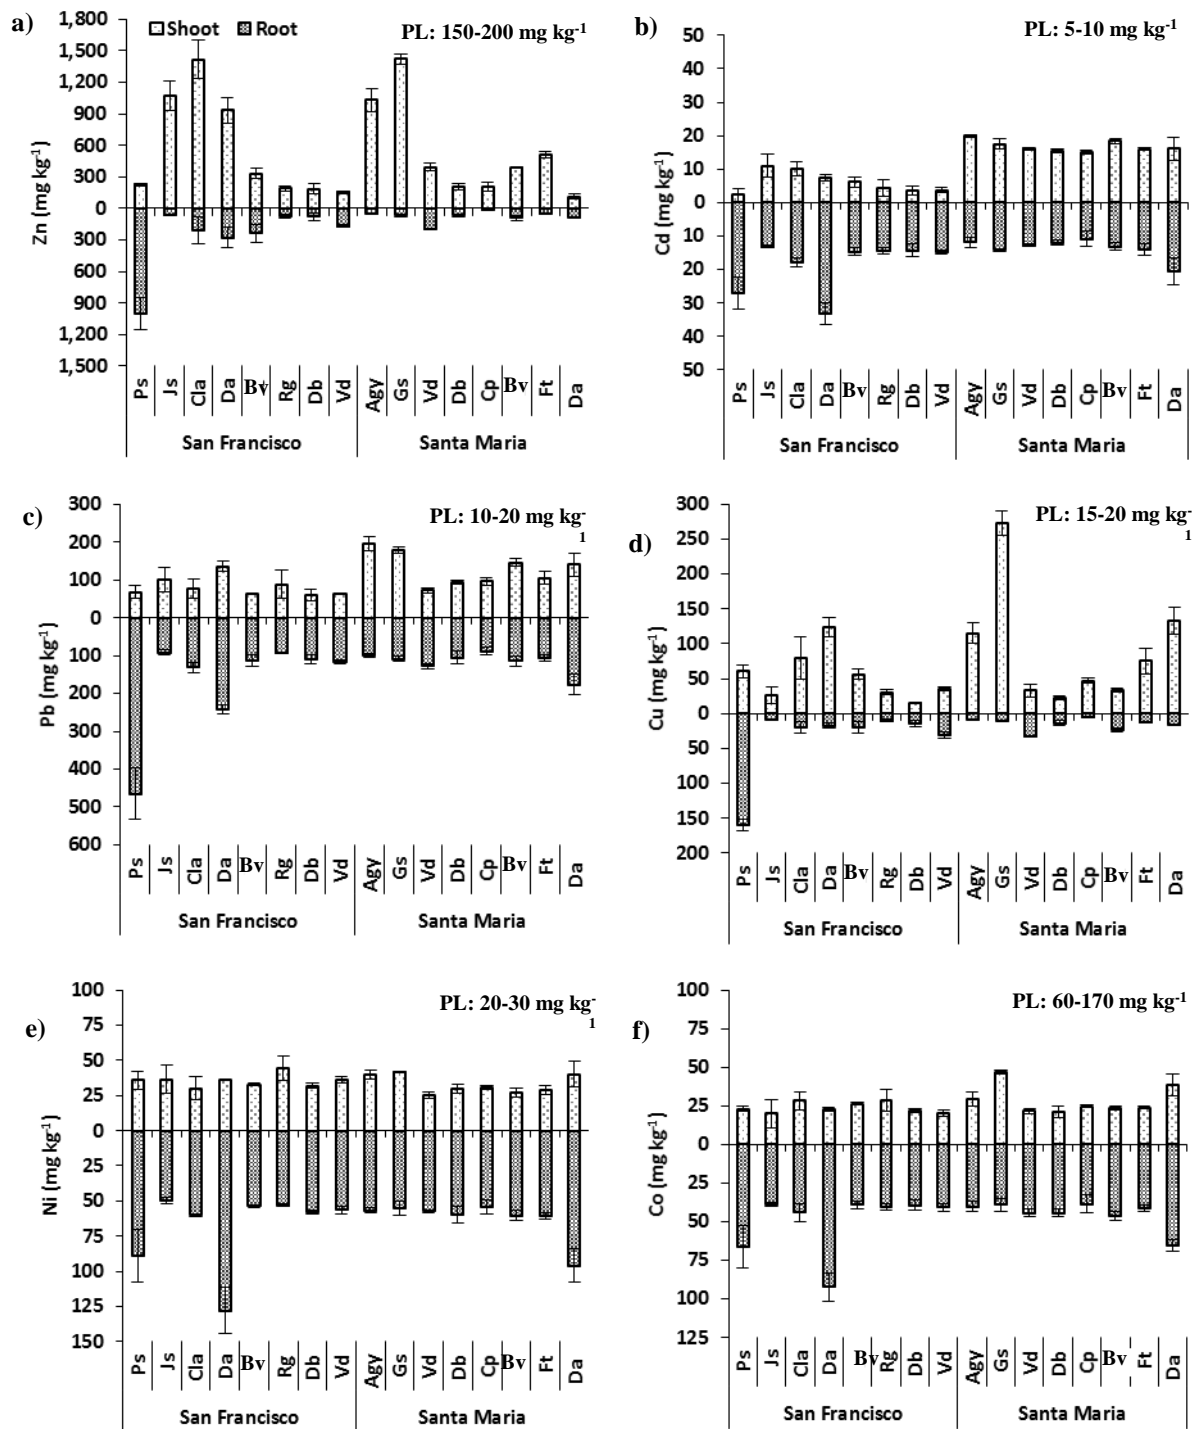 a)
Shoot Root
PL: 150-200 mg kg-1
1,800
1,500
1,200
900
600
300
0
300
600
900
1,200
1,500
Zn (mg kg-1)
Ps Js Cla Da Bv Rg Db Vd Agy Gs Vd Db Cp Bv Ft Da
San Francisco Santa Maria
b)
PL: 5-10 mg kg-1
50
40
30
20
10
0
10
20
30
40
50
Cd (mg kg-1)
Ps Js Cla Da Bv Rg Db Vd Agy Gs Vd Db Cp Bv Ft Da
San Francisco Santa Maria
c)
PL: 10-20 mg kg-
1
300
200
100
0
100
200
300
400
500
600
Pb (mg kg-1)
Ps Js Cla Da Bv Rg Db Vd Agy Gs Vd Db Cp Bv Ft Da
San Francisco Santa Maria
d)
PL: 15-20 mg kg-
1
300
250
200
150
100
50
0
50
100
150
200
Cu (mg kg-1)
Ps Js Cla Da Bv Rg Db Vd Agy Gs Vd Db Cp Bv Ft Da
San Francisco Santa Maria
e)
PL: 20-30 mg kg-
1
100
75
50
25
0
25
50
75
100
125
150
Ni (mg kg-1)
Ps Js Cla Da Bv Rg Db Vd Agy Gs Vd Db Cp Bv Ft Da
San Francisco Santa Maria
f)
PL: 60-170 mg kg-1
100
75
50
25
0
25
50
75
100
125
Co (mg kg-1)
Ps Js Cla Da Bv Rg Db Vd Agy Gs Vd Db Cp Bv Ft Da
San Francisco Santa Maria